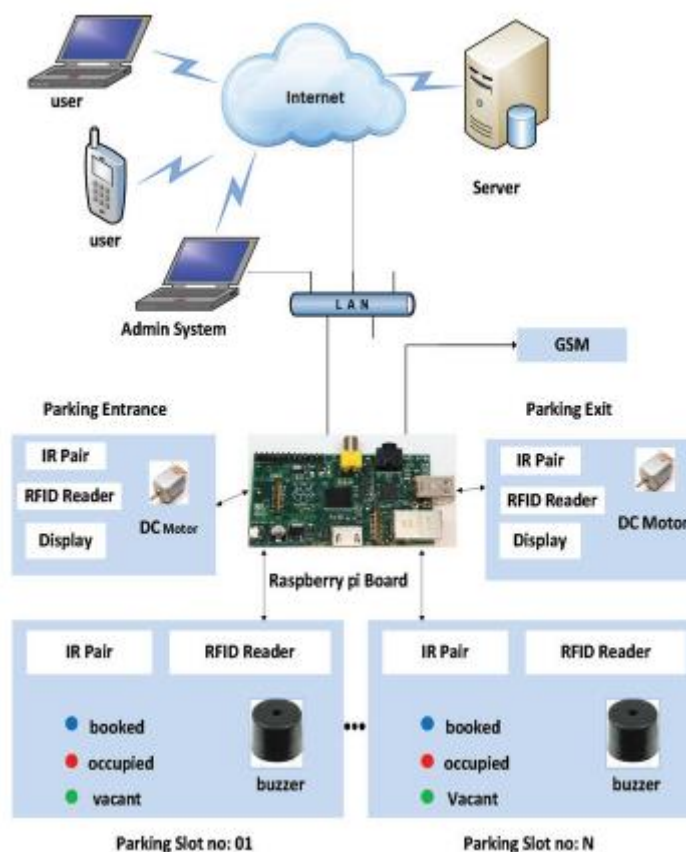 user
Internet
Server
user
Admin System
LAN
GSM
Parking Entrance
Parking Exit
IR Pair
RFID Reader
Display
DC Motor
IR Pair
RFID Reader
Display
DC Motor
Raspberry pi Board
IR Pair
RFID Reader
booked
occupied
vacant
buzzer
IR Pair
RFID Reader
booked
occupied
Vacant
buzzer
Parking Slot no: 01
Parking Slot no: N